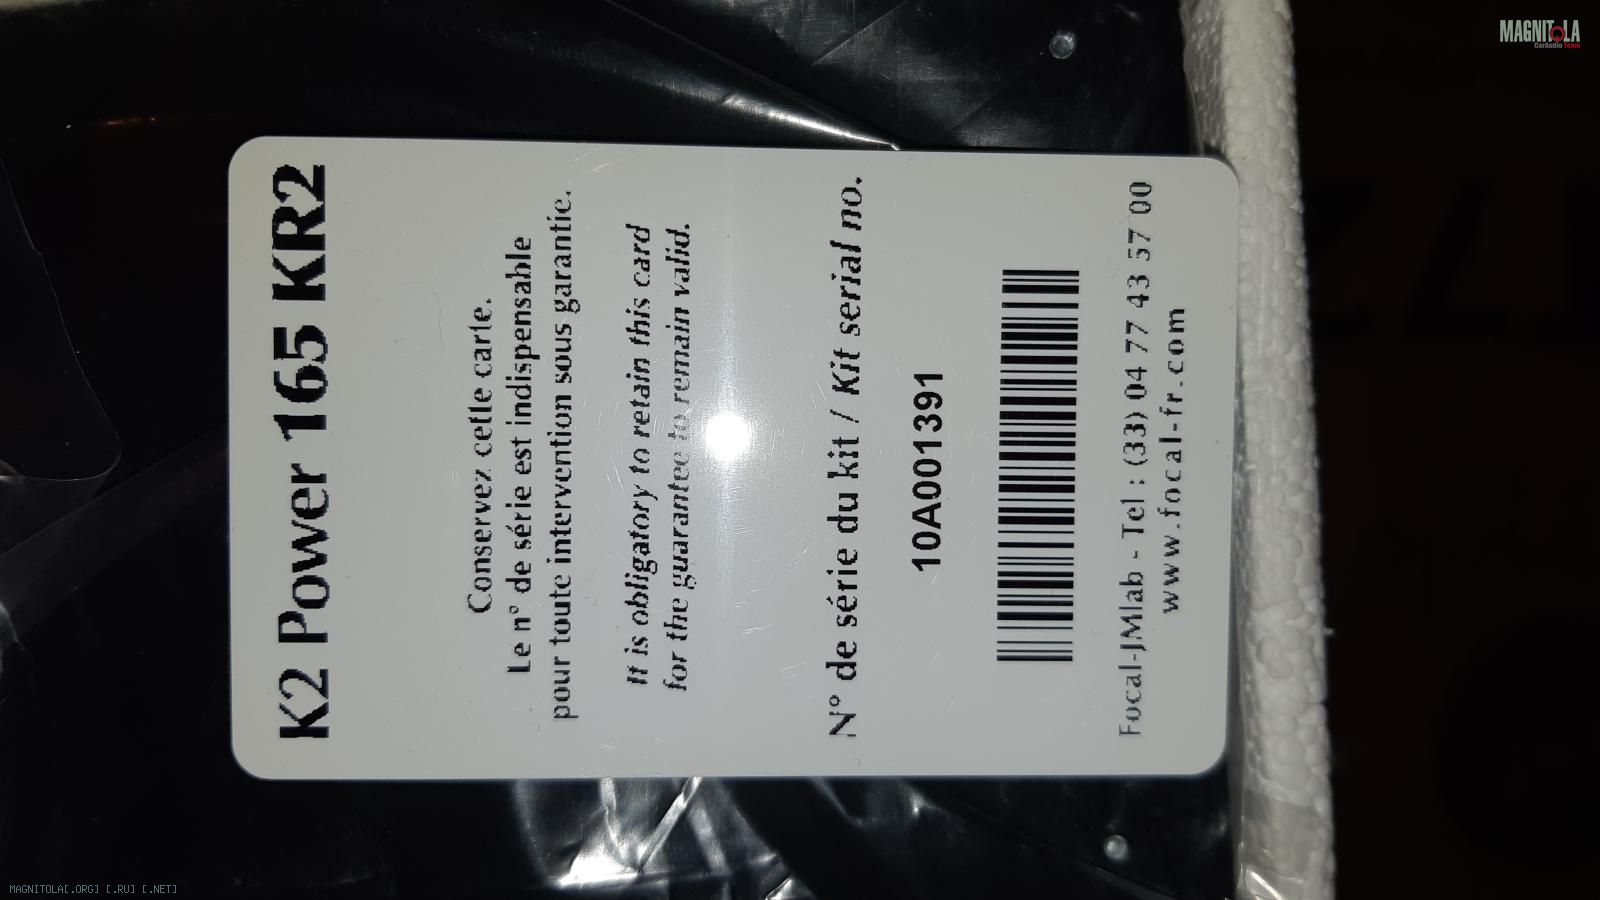 K2 Power 165 KR2
Conservez cette carte.
Le n° de série est indispensable
pour toute intervention sous garantie.
It is obligatory to retain this card
for the guarantee to remain valid.
N° de série du kit / Kit serial no.
10A001391
Focal-JMlab - Tel : (33) 04 77 43 57 00
www.focal-fr.com
MAGNITOLA
CarAudio Team
MAGNITOLA[.ORG] [.RU] [.NET]